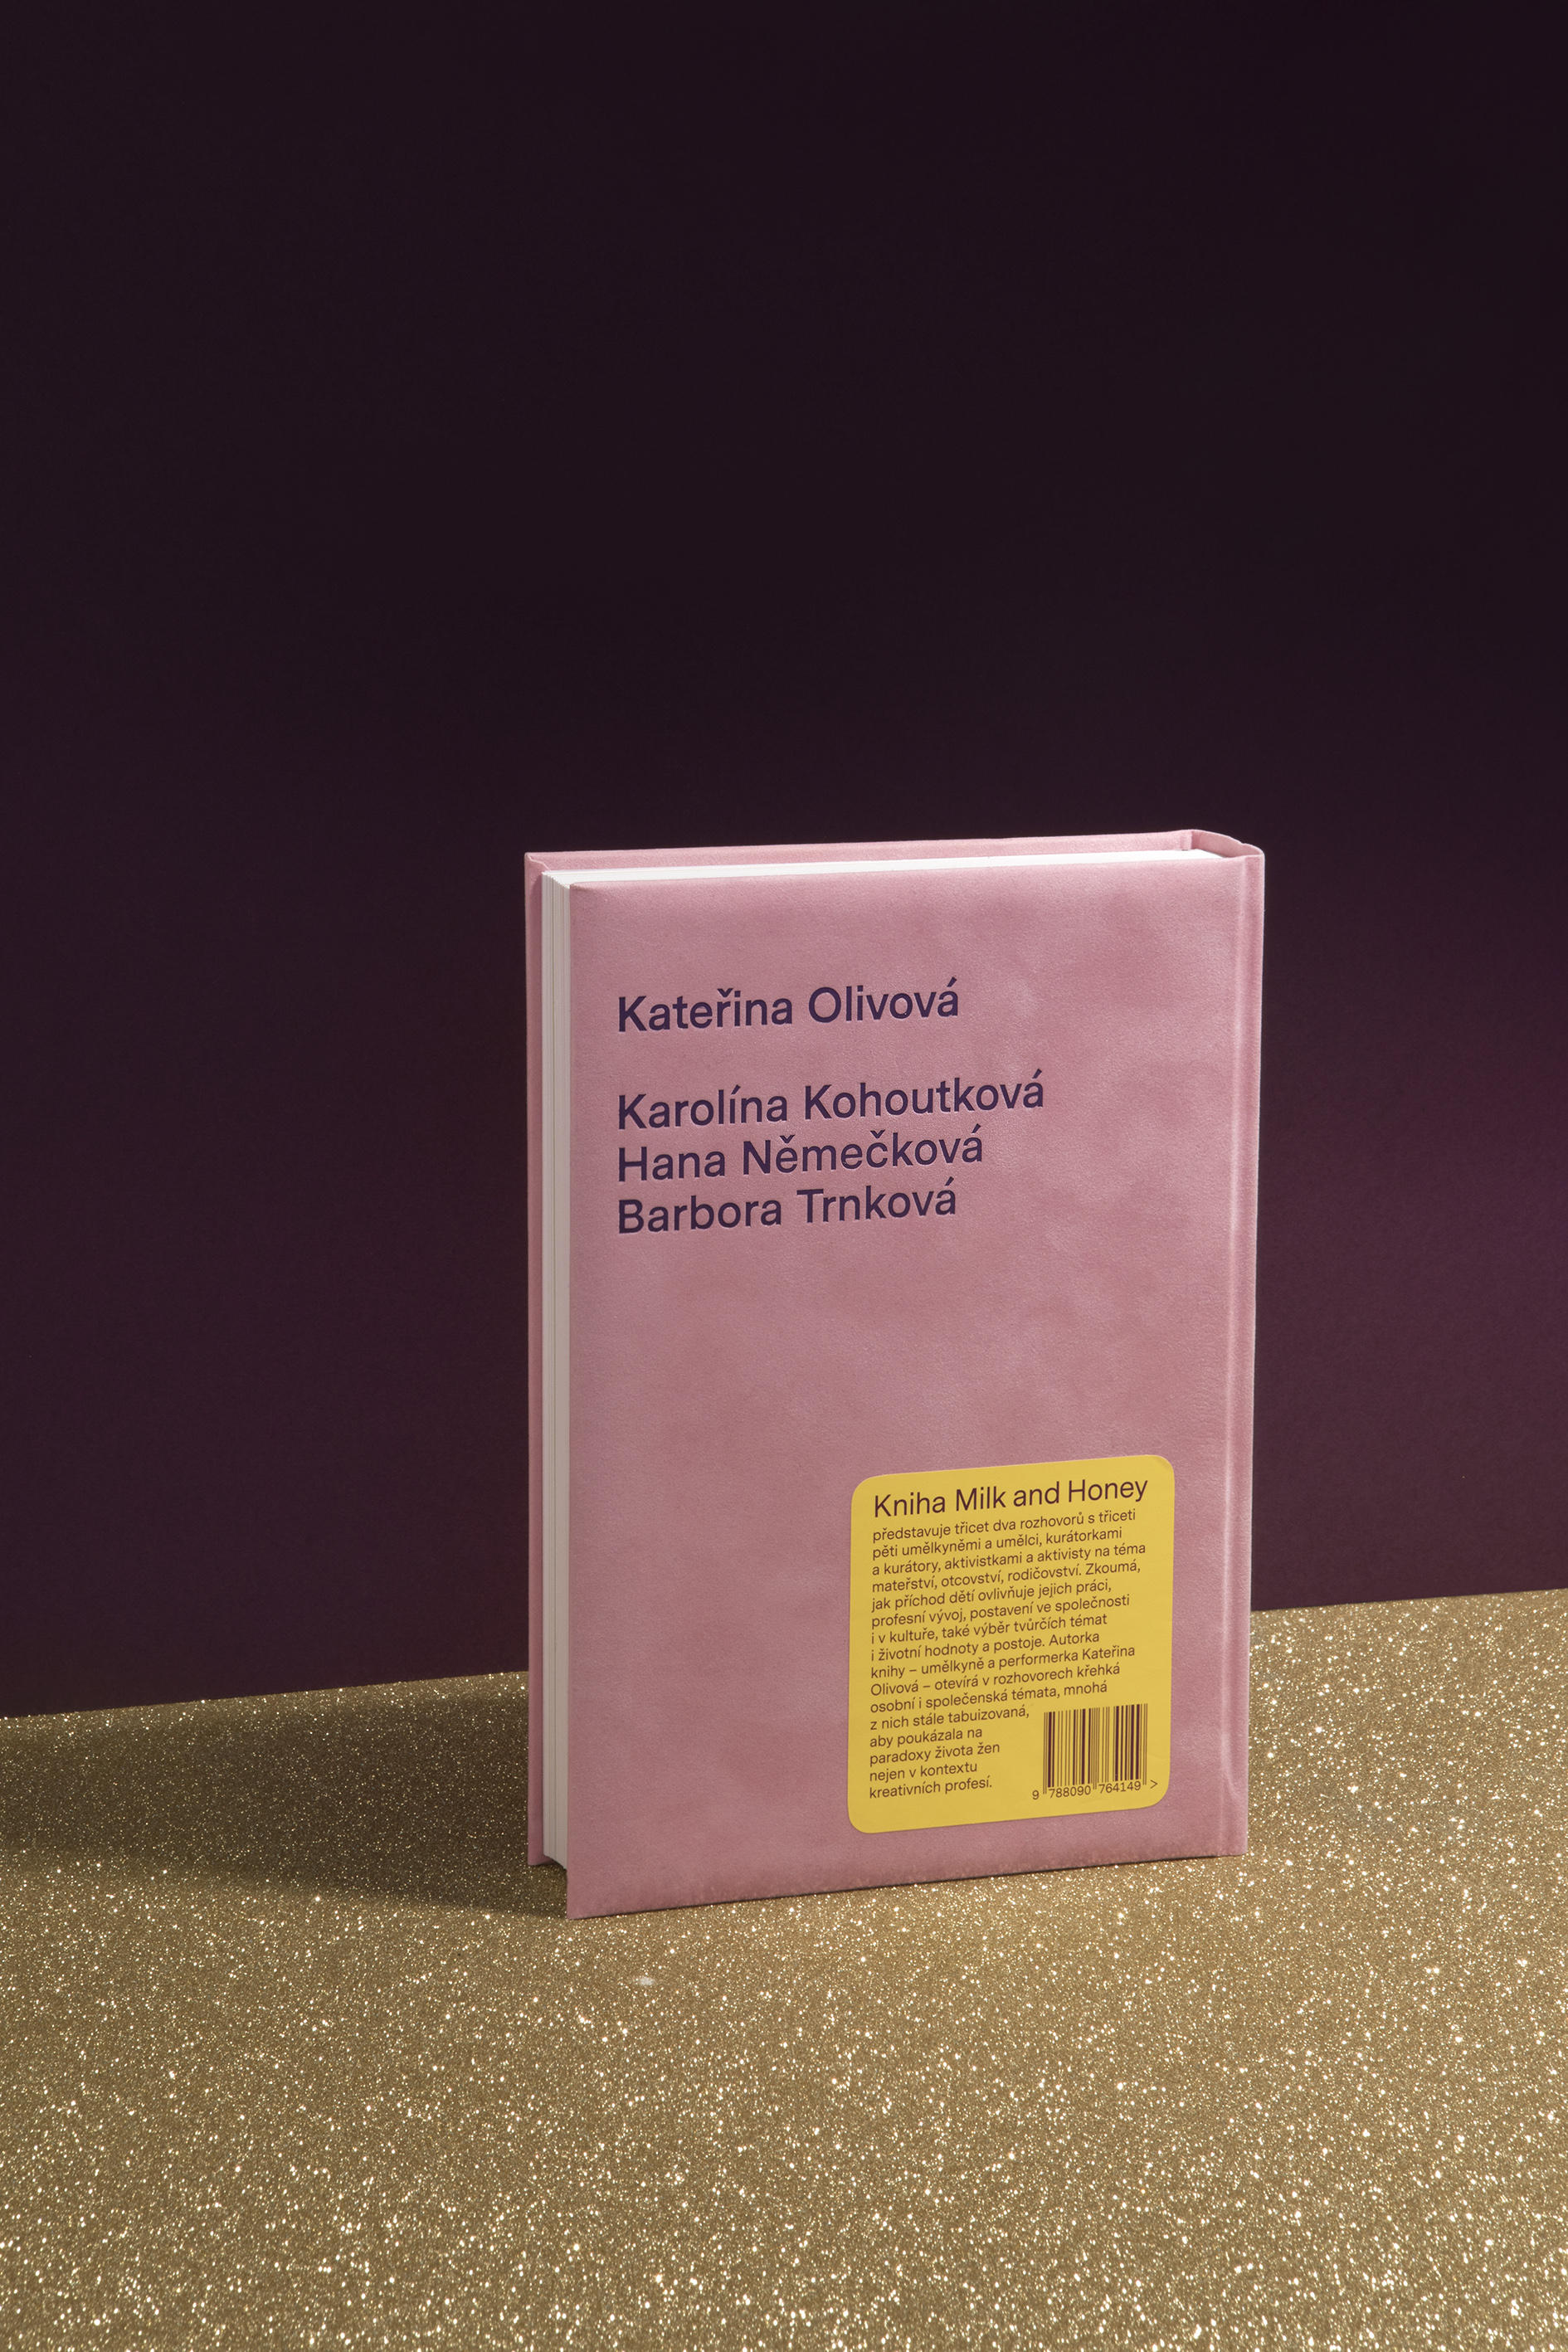 Kateřina Olivová
Karolína Kohoutková
Hana Němečková
Barbora Trnková
Kniha Milk and Honey
představuje třicet dva rozhovorů s třiceti
pěti umělkyněmi a umělci, kurátorkami
a kurátory, aktivistkami a aktivisty na téma
mateřství, otcovství, rodičovství. Zkoumá,
jak příchod dětí ovlivňuje jejich práci,
profesní vývoj, postavení ve společnosti
i v kultuře, také výběr tvůrčích témat
i životní hodnoty a postoje. Autorka
knihy – umělkyně a performerka Kateřina
Olivová – otevírá v rozhovorech křehká
osobní i společenská témata, mnohá
z nich stále tabuizovaná,
aby poukázala na
paradoxy života žen
nejen v kontextu
kreativních profesí.
9 788090 764149 >